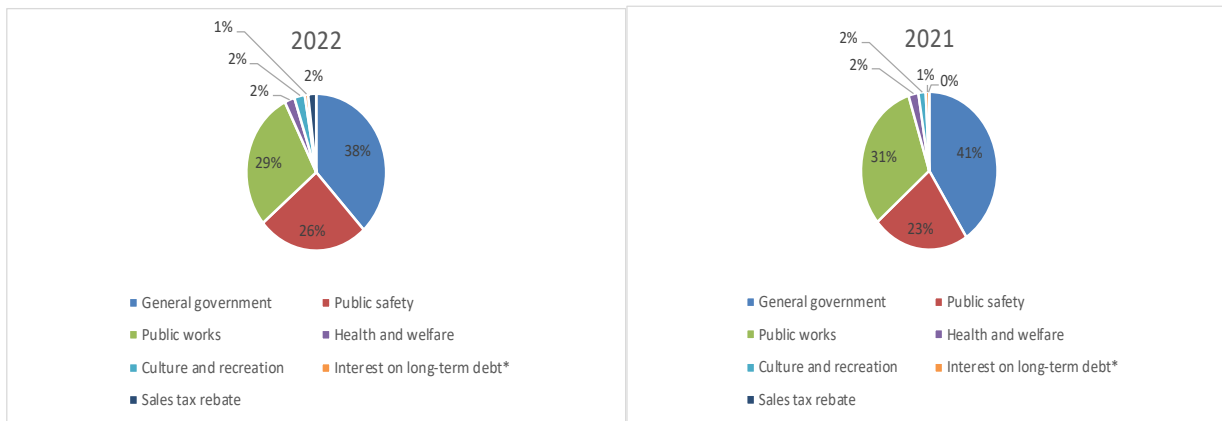 2022
1%
2%
2%
2%
38%
29%
26%
General government Public safety
Public works Health and welfare
Culture and recreation Interest on long-term debt*
Sales tax rebate
2021
2%
2%
1%
0%
41%
31%
23%
General government Public safety
Public works Health and welfare
Culture and recreation Interest on long-term debt*
Sales tax rebate